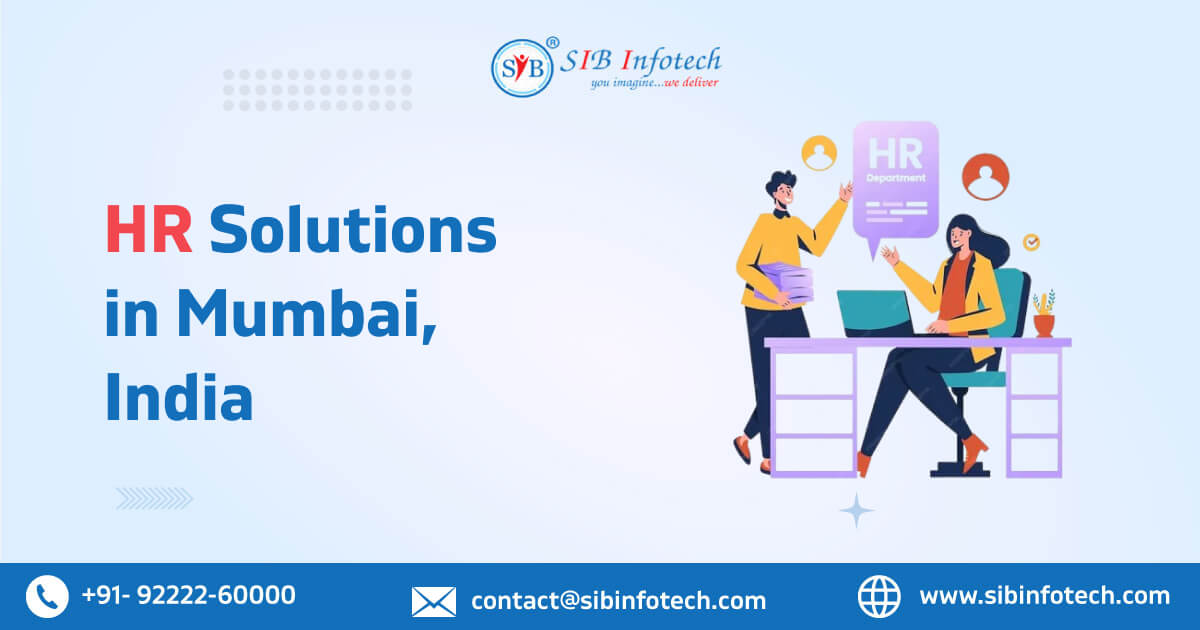 SYB ®
SIB Infotech
you imagine...we deliver
HR
Department
HR Solutions
in Mumbai,
India
+91- 92222-60000
contact@sibinfotech.com
www.sibinfotech.com